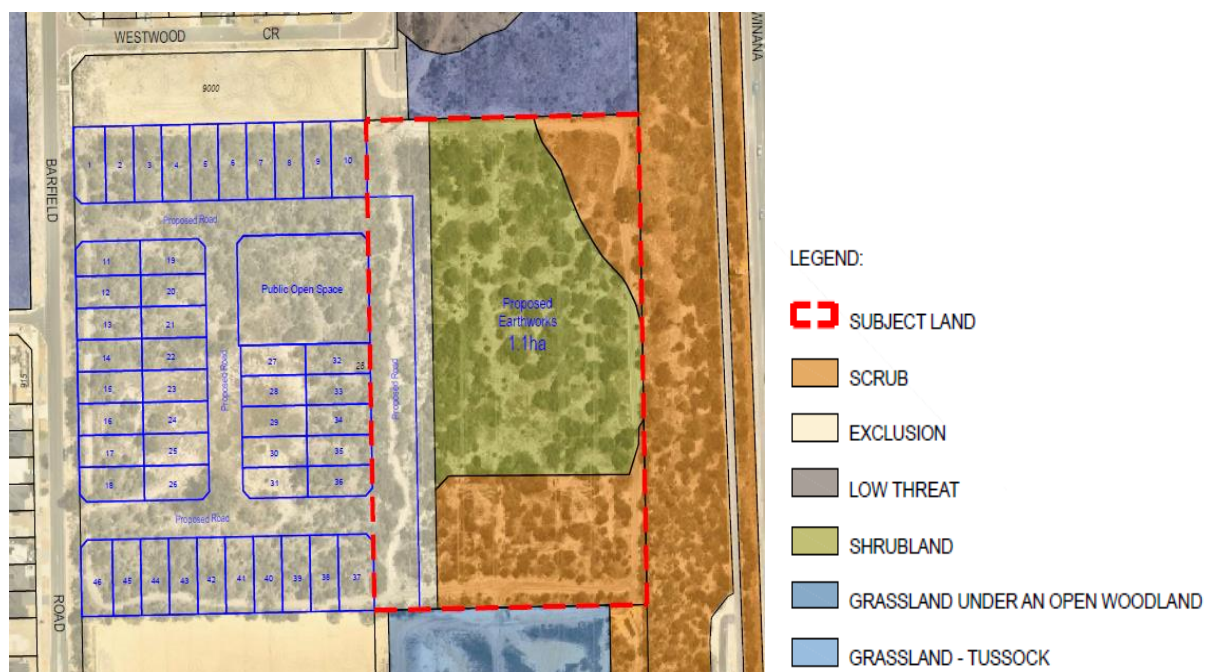 WESTWOOD CR
WINANA
9000
1 2 3 4 5 6 7 8 9 10
BARFIELD
Proposed Road
11 19
12 20
Public Open Space
13 21
14 22
27 32
15 23
28 33
16 24
29 34
17 25
30 35
18 26
31 36
Proposed Road
Proposed Road
Proposed
Earthworks
1.1ha
Proposed Road
46 45 44 43 42 41 40 39 38 37
ROAD
LEGEND:
SUBJECT LAND
SCRUB
EXCLUSION
LOW THREAT
SHRUBLAND
GRASSLAND UNDER AN OPEN WOODLAND
GRASSLAND - TUSSOCK